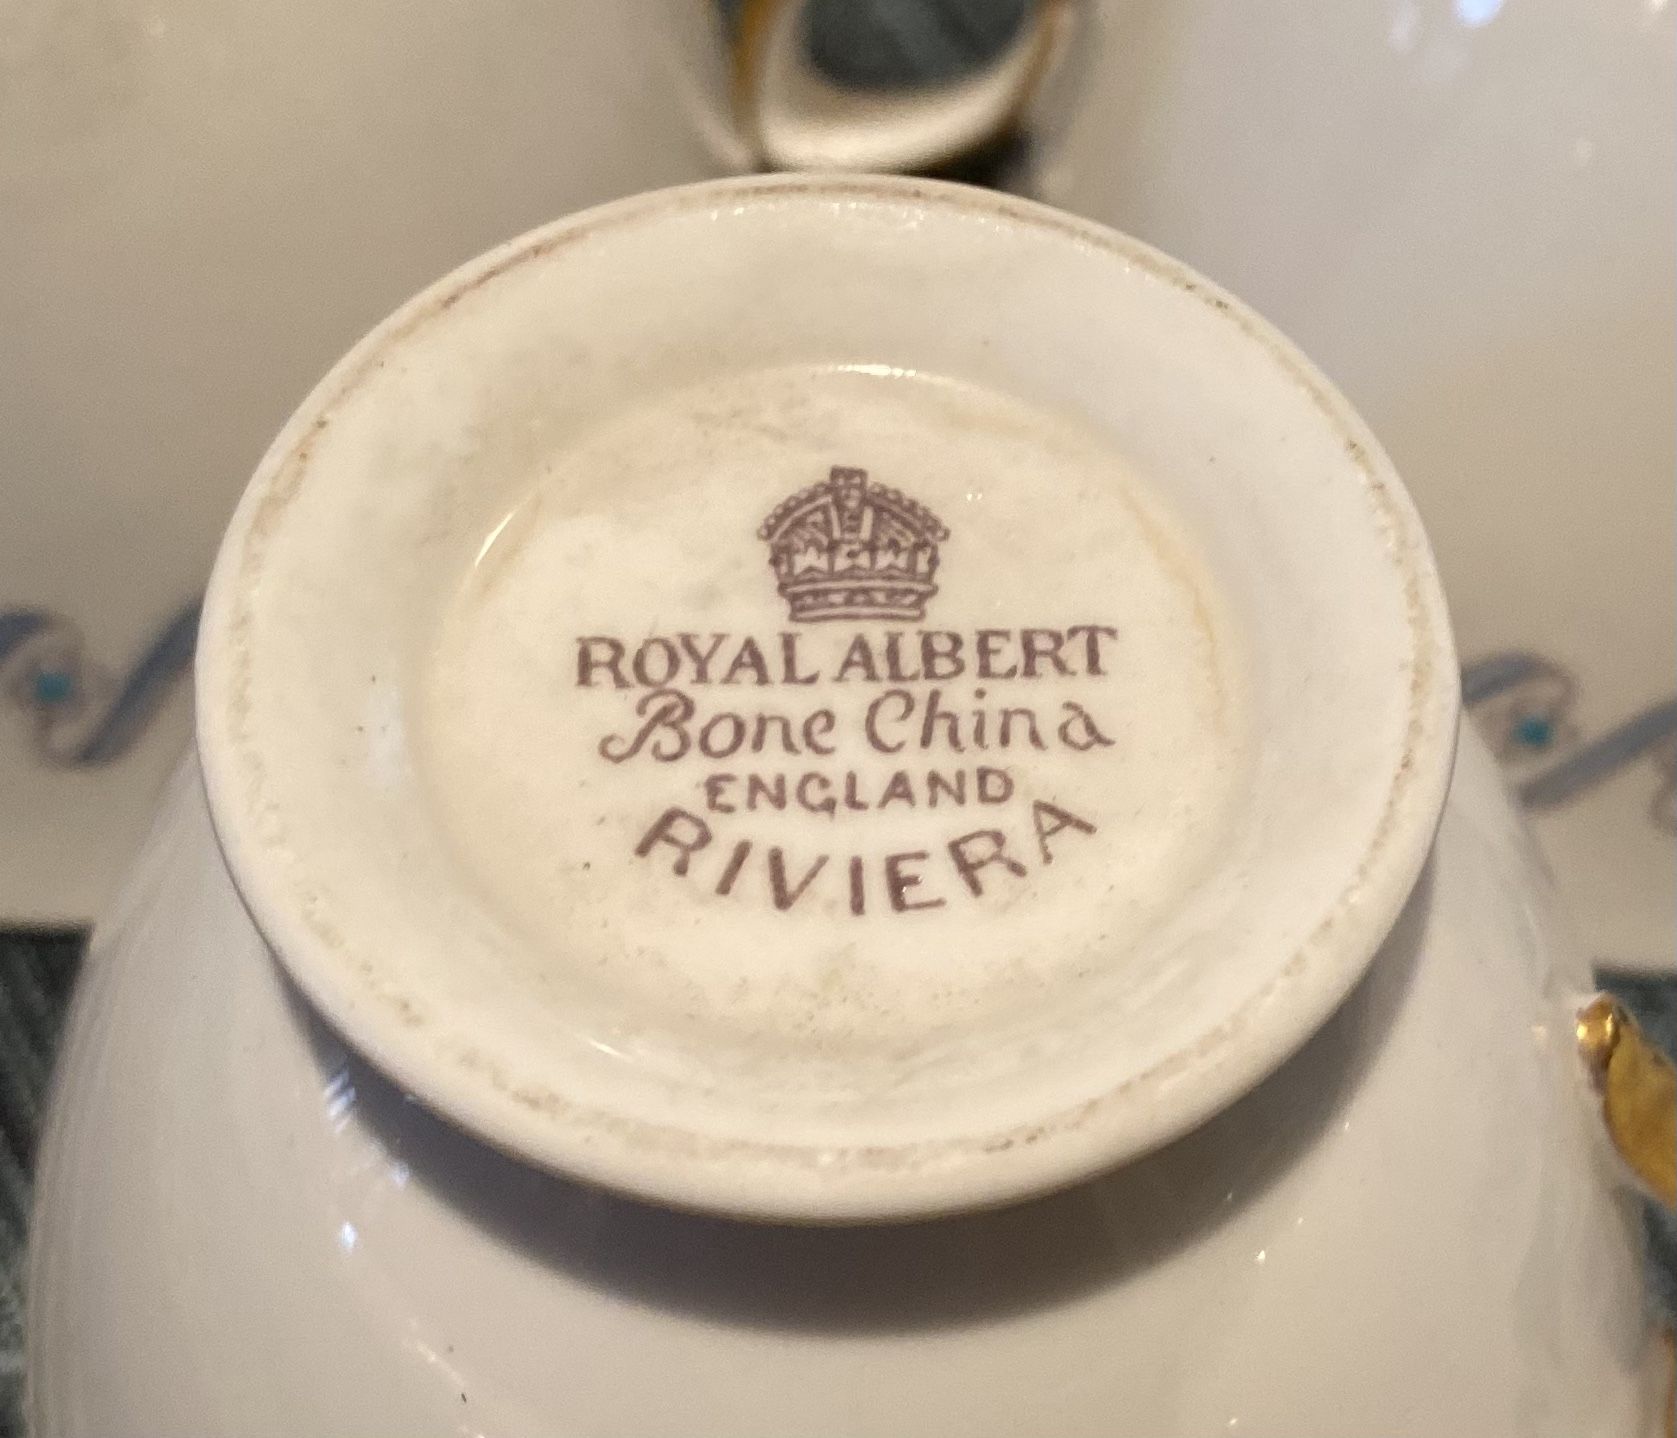 ROYAL ALBERT
Bone China
ENGLAND
RIVIERA